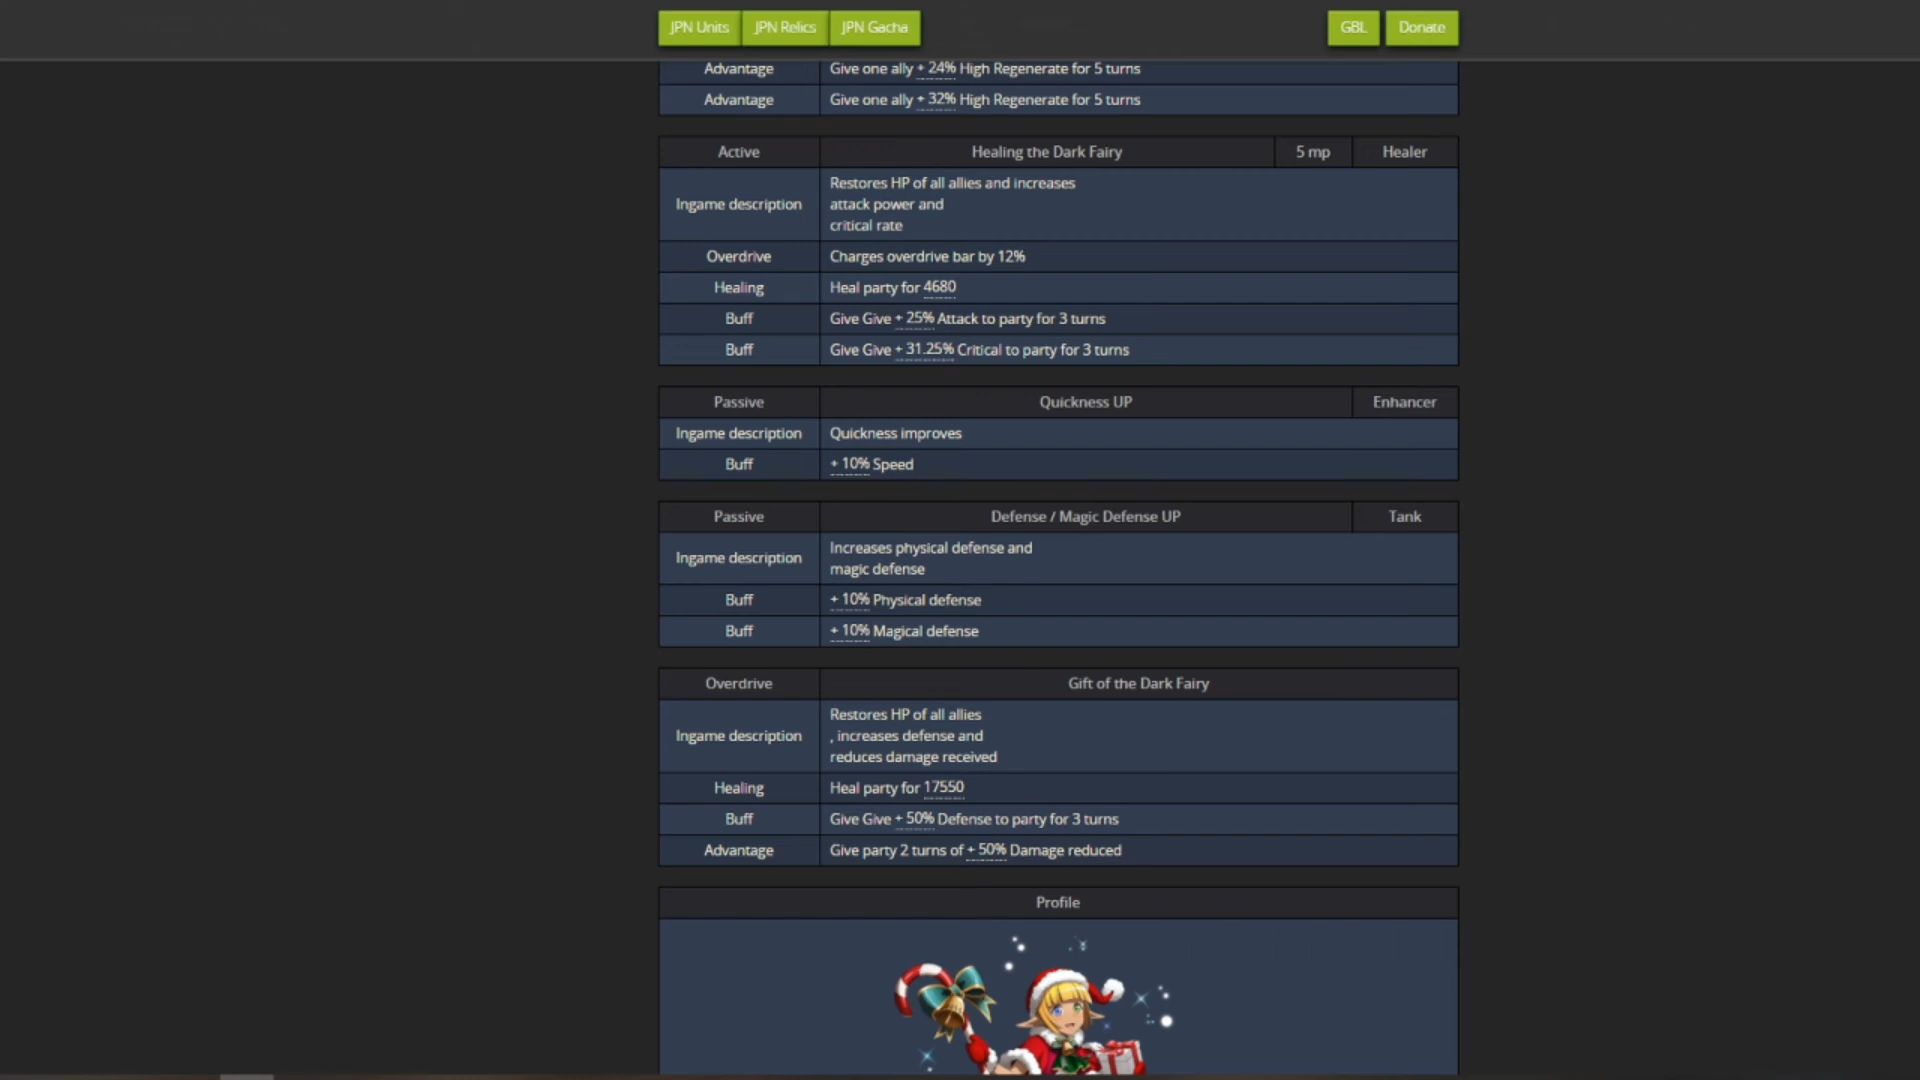 JPN Units JPN Relics JPN Gacha GBL Donate
Advantage Give one ally + 24% High Regenerate for 5 turns
Advantage Give one ally + 32% High Regenerate for 5 turns
Active Healing the Dark Fairy 5 mp Healer
Ingame description Restores HP of all allies and increases
attack power and
critical rate
Overdrive Charges overdrive bar by 12%
Healing Heal party for 4680
Buff Give Give + 25% Attack to party for 3 turns
Buff Give Give + 31.25% Critical to party for 3 turns
Passive Quickness UP Enhancer
Ingame description Quickness improves
Buff + 10% Speed
Passive Defense / Magic Defense UP Tank
Ingame description Increases physical defense and
magic defense
Buff + 10% Physical defense
Buff + 10% Magical defense
Overdrive Gift of the Dark Fairy
Ingame description Restores HP of all allies
, increases defense and
reduces damage received
Healing Heal party for 17550
Buff Give Give + 50% Defense to party for 3 turns
Advantage Give party 2 turns of + 50% Damage reduced
Profile